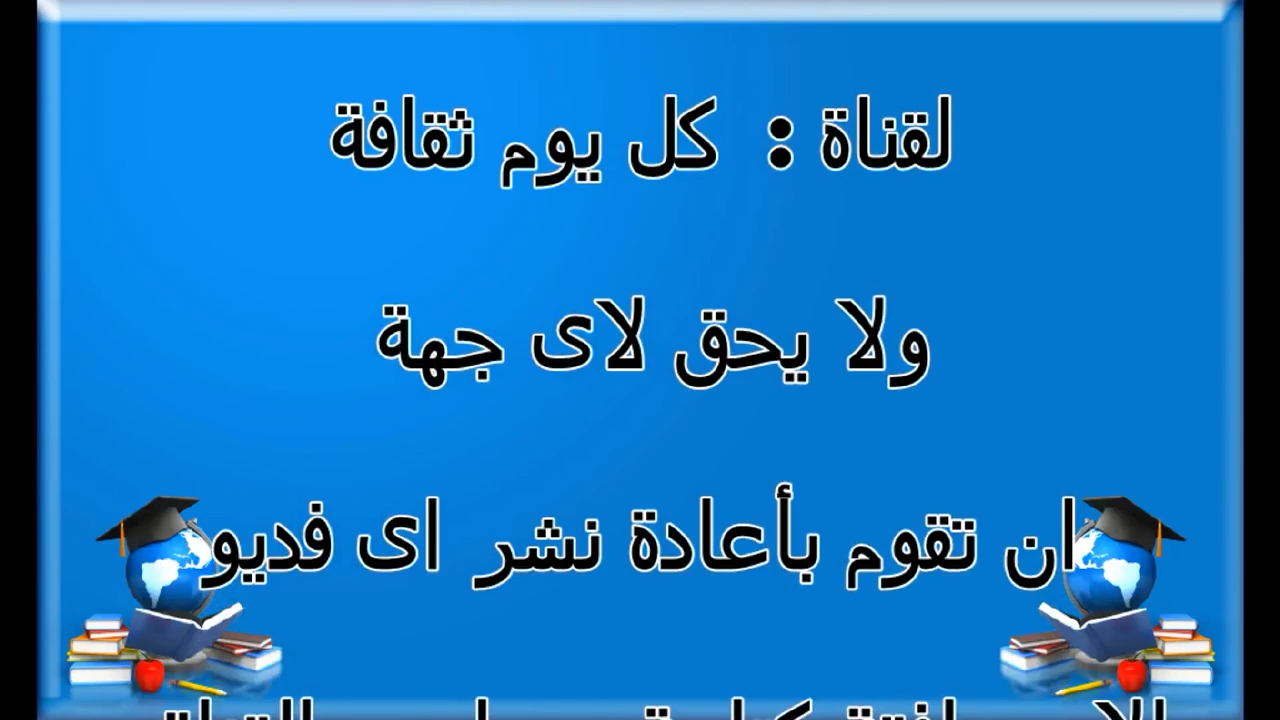 لقناة : كل يوم ثقافة
ولا يحق لاى جهة
ان تقوم بأعادة نشر اى فديو